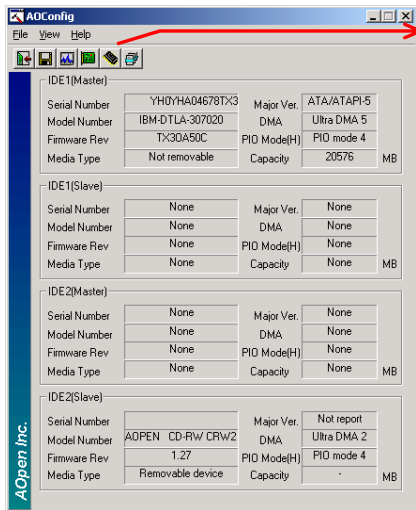 AOConfig
File View Help
IDE1(Master)
Serial Number YH0YHA04678TX3 Major Ver. ATA/ATAPI-5
Model Number IBM-DTLA-307020 DMA Ultra DMA 5
Firmware Rev TX30A50C PIO Mode(H) PIO mode 4
Media Type Not removable Capacity 20576 MB
IDE1(Slave)
Serial Number None Major Ver. None
Model Number None DMA None
Firmware Rev None PIO Mode(H) None
Media Type None Capacity None MB
IDE2(Master)
Serial Number None Major Ver. None
Model Number None DMA None
Firmware Rev None PIO Mode(H) None
Media Type None Capacity None MB
IDE2(Slave)
Serial Number Major Ver. Not report
Model Number AOPEN CD-RW CRW2 DMA Ultra DMA 2
Firmware Rev 1.27 PIO Mode(H) PIO mode 4
Media Type Removable device Capacity - MB
AOpen Inc.